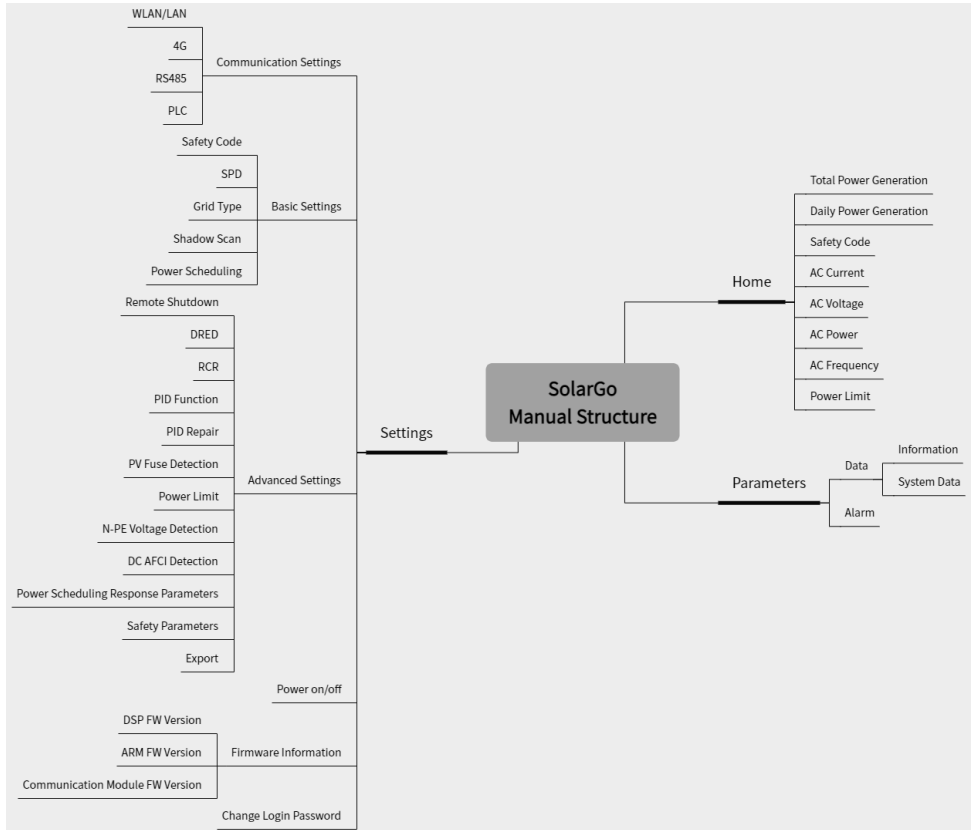 WLAN/LAN
4G
RS485
PLC
Communication Settings
Safety Code
SPD
Grid Type
Shadow Scan
Power Scheduling
Basic Settings
Remote Shutdown
DRED
RCR
PID Function
PID Repair
PV Fuse Detection
Power Limit
N-PE Voltage Detection
DC AFCI Detection
Power Scheduling Response Parameters
Safety Parameters
Export
Advanced Settings
Power on/off
DSP FW Version
ARM FW Version
Communication Module FW Version
Firmware Information
Change Login Password
Settings
SolarGo
Manual Structure
Home
Total Power Generation
Daily Power Generation
Safety Code
AC Current
AC Voltage
AC Power
AC Frequency
Power Limit
Parameters
Data
Information
System Data
Alarm